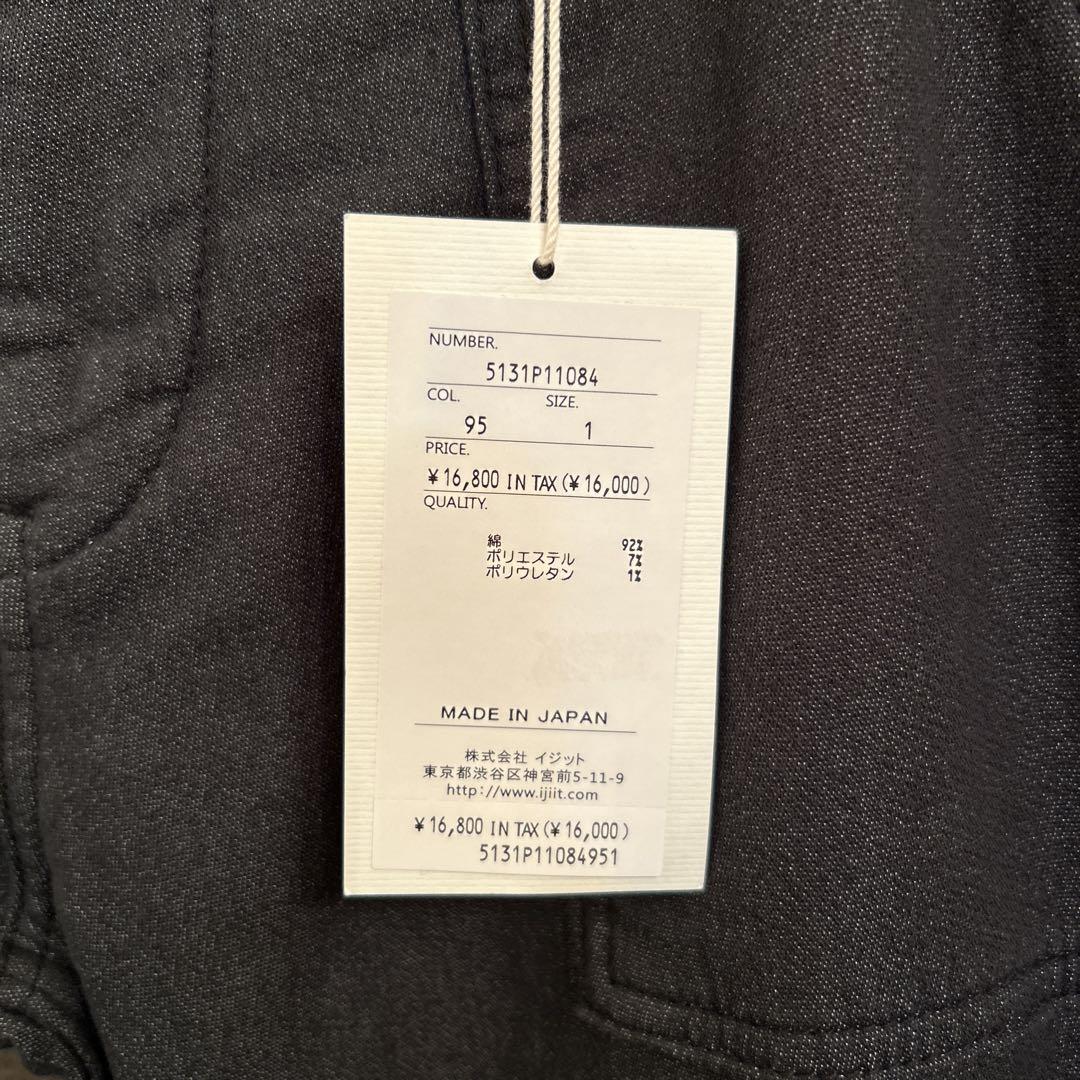 NUMBER.
5131P11084
COL. SIZE.
95 1
PRICE.
¥16,800 IN TAX(¥16,000)
QUALITY.
綿 92%
ポリエステル 7%
ポリウレタン 1%
MADE IN JAPAN
株式会社 イジット
東京都渋谷区神宮前5-11-9
http://www.ijiit.com
¥16,800 IN TAX(¥16,000)
5131P11084951